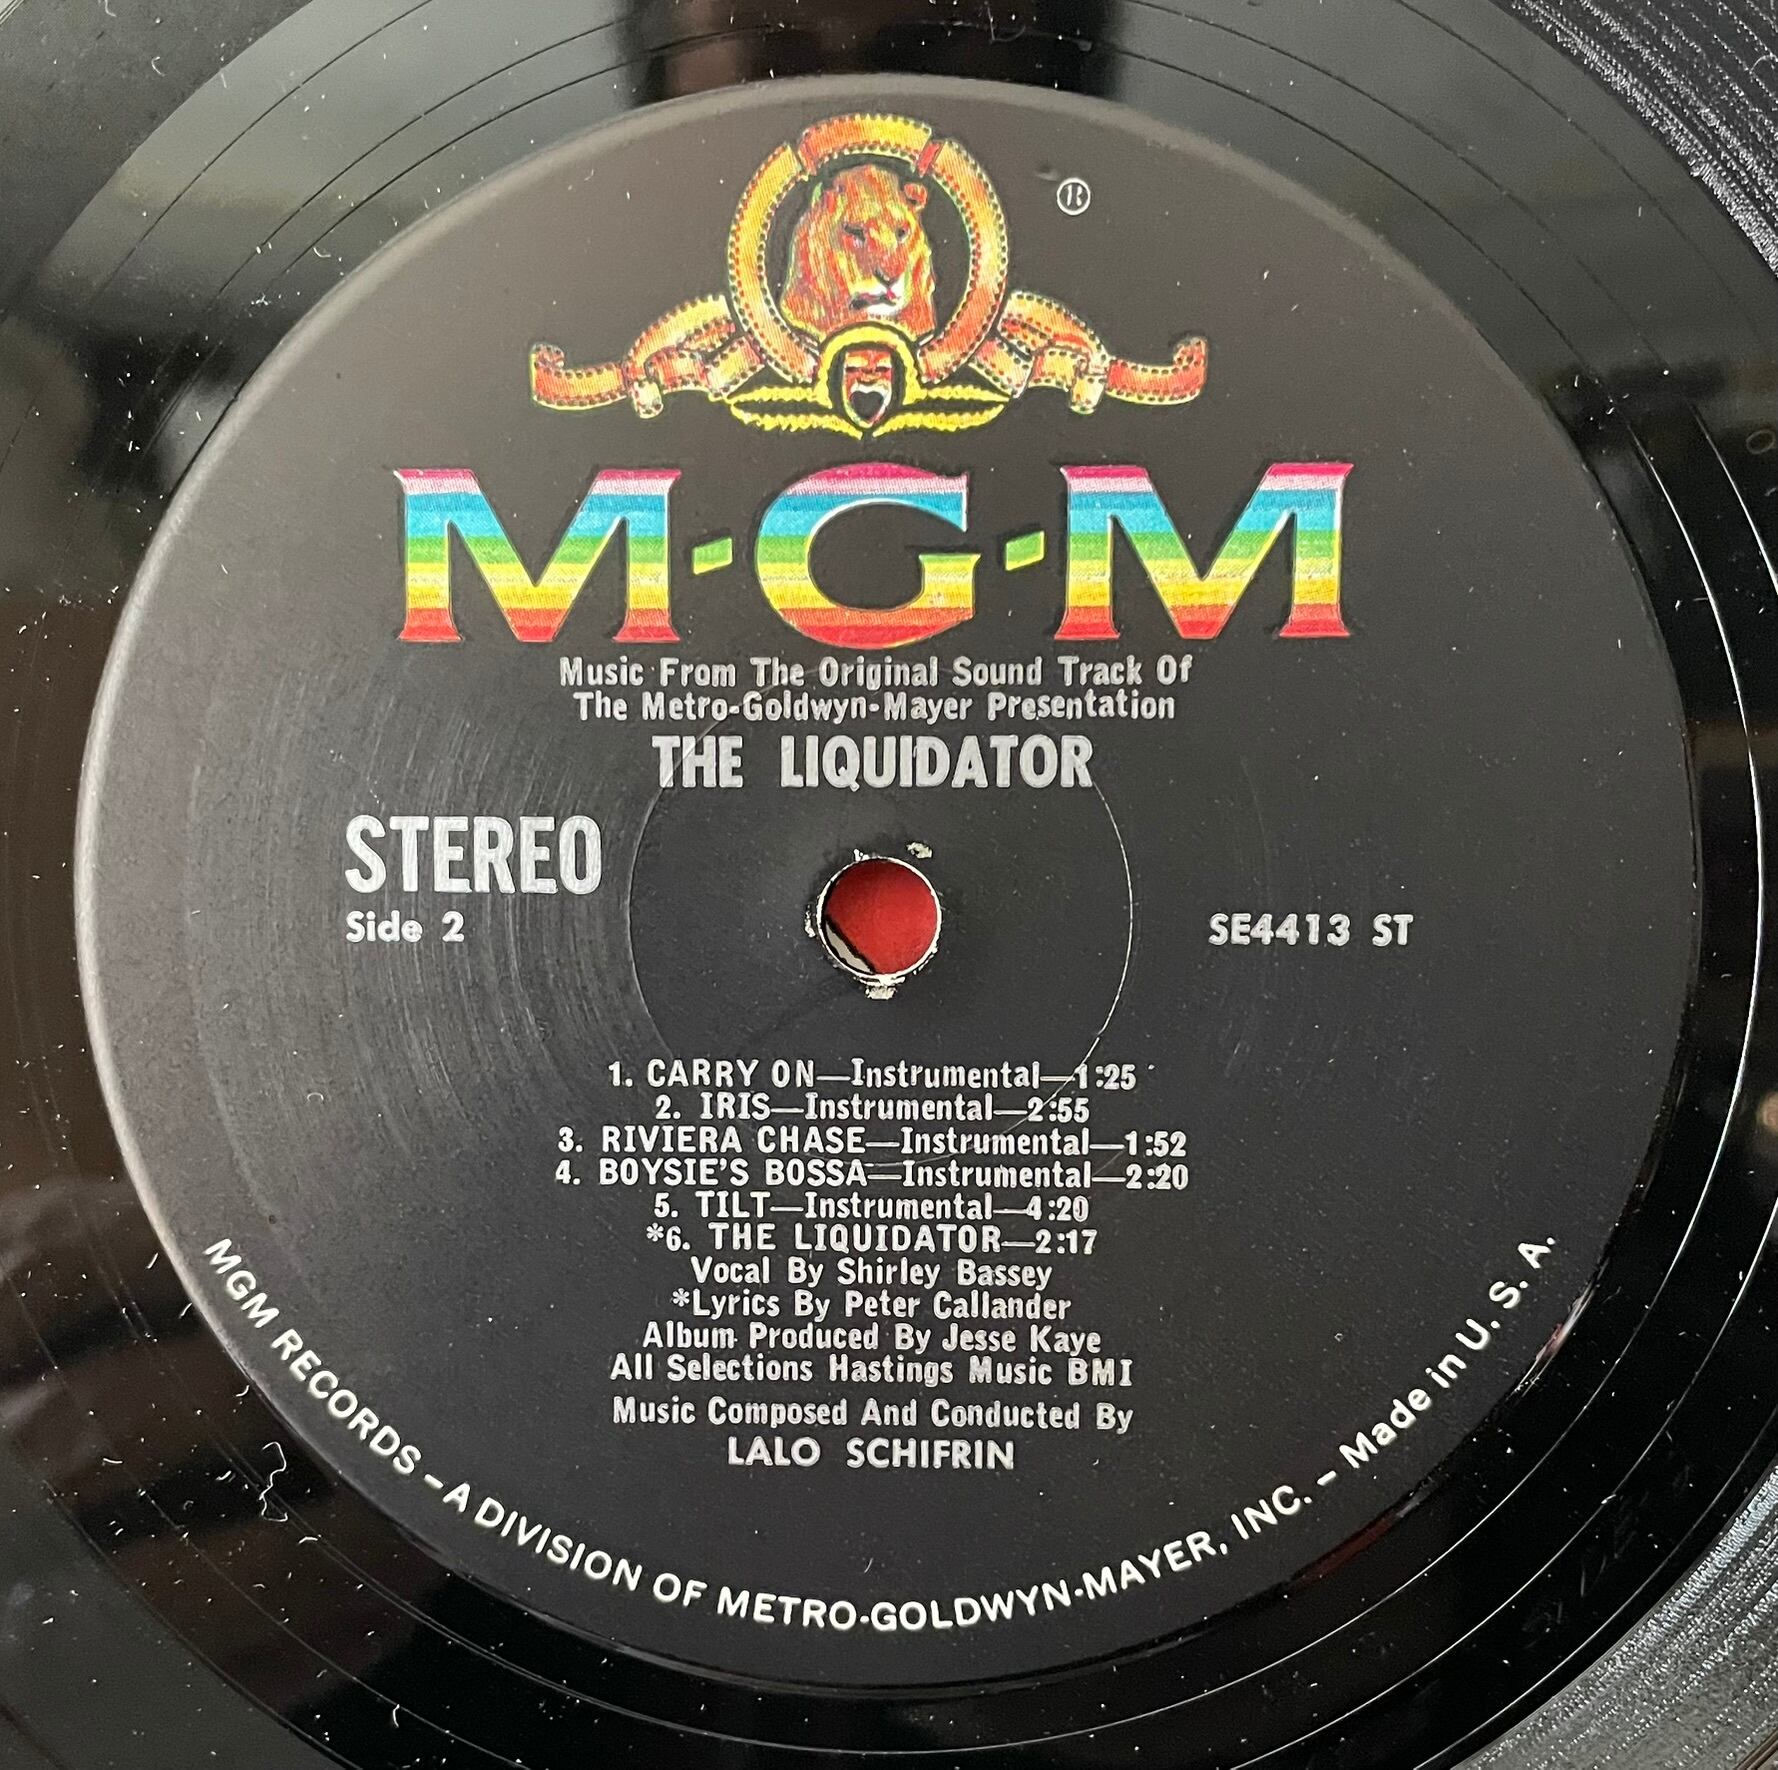 ®
M·G·M
Music From The Original Sound Track Of
The Metro-Goldwyn-Mayer Presentation
THE LIQUIDATOR
STEREO
Side 2
SE4413 ST
1. CARRY ON—Instrumental—1:25
2. IRIS—Instrumental—2:55
3. RIVIERA CHASE—Instrumental—1:52
4. BOYSIE'S BOSSA—Instrumental—2:20
5. TILT—Instrumental—4:20
*6. THE LIQUIDATOR—2:17
Vocal By Shirley Bassey
*Lyrics By Peter Callander
Album Produced By Jesse Kaye
All Selections Hastings Music BMI
Music Composed And Conducted By
LALO SCHIFRIN
MGM RECORDS – A DIVISION OF METRO-GOLDWYN-MAYER, INC. – Made in U. S. A.